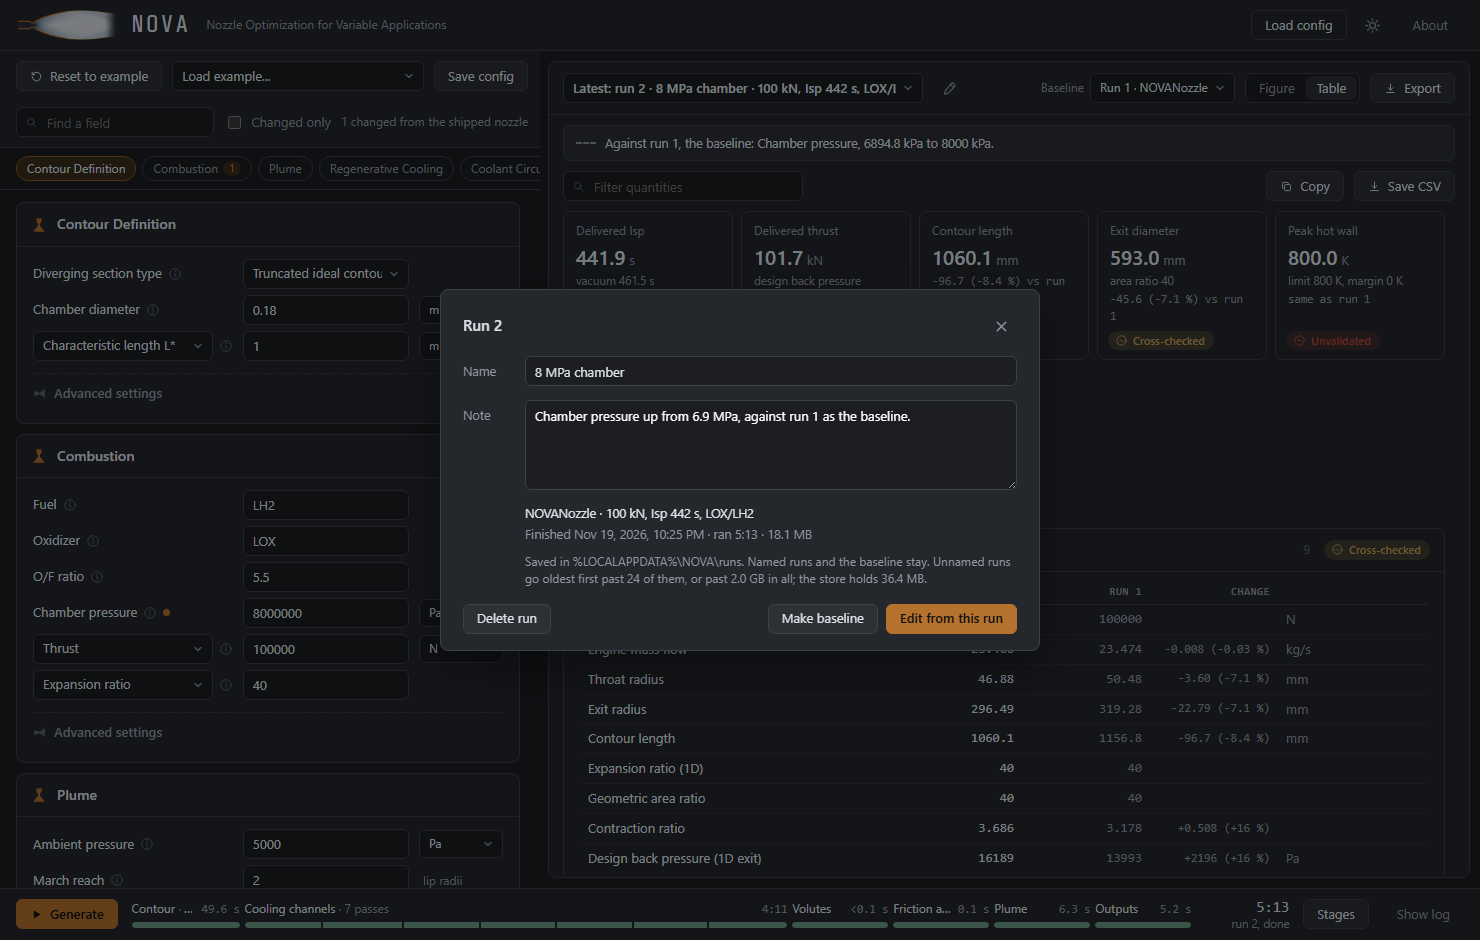 NOVA
Nozzle Optimization for Variable Applications
Load config
About
Reset to example
Load example...
Save config
Find a field
Changed only
1 changed from the shipped nozzle
Contour Definition
Combustion 1
Plume
Regenerative Cooling
Coolant Circu
Latest: run 2 · 8 MPa chamber · 100 kN, Isp 442 s, LOX/l
Baseline
Run 1 · NOVANozzle
Figure
Table
Export
Against run 1, the baseline: Chamber pressure, 6894.8 kPa to 8000 kPa.
Filter quantities
Copy
Save CSV
Contour Definition
Diverging section type
Truncated ideal contou
Chamber diameter
0.18
m
Characteristic length L*
1
m
Advanced settings
Delivered Isp
441.9 s
vacuum 461.5 s
Delivered thrust
101.7 kN
design back pressure
Contour length
1060.1 mm
-96.7 (-8.4 %) vs run
Exit diameter
593.0 mm
area ratio 40
-45.6 (-7.1 %) vs run
1
Cross-checked
Peak hot wall
800.0 K
limit 800 K, margin 0 K
same as run 1
Unvalidated
Run 2
Name
8 MPa chamber
Note
Chamber pressure up from 6.9 MPa, against run 1 as the baseline.
NOVANozzle · 100 kN, Isp 442 s, LOX/LH2
Finished Nov 19, 2026, 10:25 PM · ran 5:13 · 18.1 MB
Saved in %LOCALAPPDATA%\NOVA\runs. Named runs and the baseline stay. Unnamed runs
go oldest first past 24 of them, or past 2.0 GB in all; the store holds 36.4 MB.
Delete run
Make baseline
Edit from this run
Combustion
Fuel
LH2
Oxidizer
LOX
O/F ratio
5.5
Chamber pressure
8000000
Pa
Thrust
100000
N
Expansion ratio
40
Advanced settings
Plume
Ambient pressure
5000
Pa
March reach
2
lip radii
9
Cross-checked
RUN 1
CHANGE
100000 N
23.474 -0.008 (-0.03 %) kg/s
Throat radius 46.88 50.48 -3.60 (-7.1 %) mm
Exit radius 296.49 319.28 -22.79 (-7.1 %) mm
Contour length 1060.1 1156.8 -96.7 (-8.4 %) mm
Expansion ratio (1D) 40 40
Geometric area ratio 40 40
Contraction ratio 3.686 3.178 +0.508 (+16 %)
Design back pressure (1D exit) 16189 13993 +2196 (+16 %) Pa
Generate
Contour · ... 49.6 s
Cooling channels · 7 passes 4:11
Volutes <0.1 s
Friction a... 0.1 s
Plume 6.3 s
Outputs 5.2 s
5:13
run 2, done
Stages
Show log